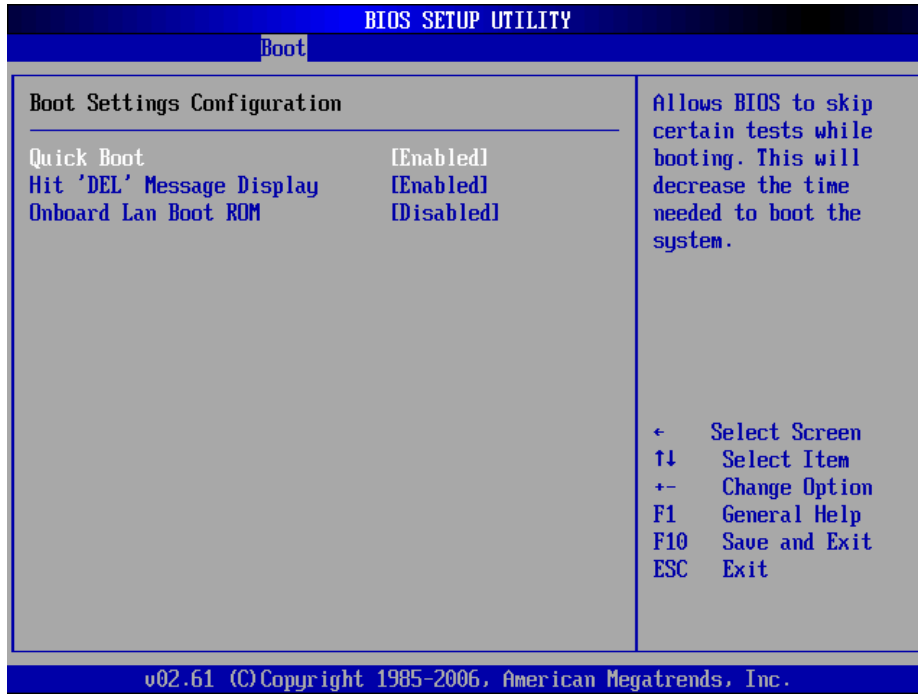 BIOS SETUP UTILITY
Boot
Boot Settings Configuration
Quick Boot [Enabled]
Hit 'DEL' Message Display [Enabled]
Onboard Lan Boot ROM [Disabled]
Allows BIOS to skip
certain tests while
booting. This will
decrease the time
needed to boot the
system.
← Select Screen
↑↓ Select Item
+- Change Option
F1 General Help
F10 Save and Exit
ESC Exit
v02.61 (C)Copyright 1985-2006, American Megatrends, Inc.